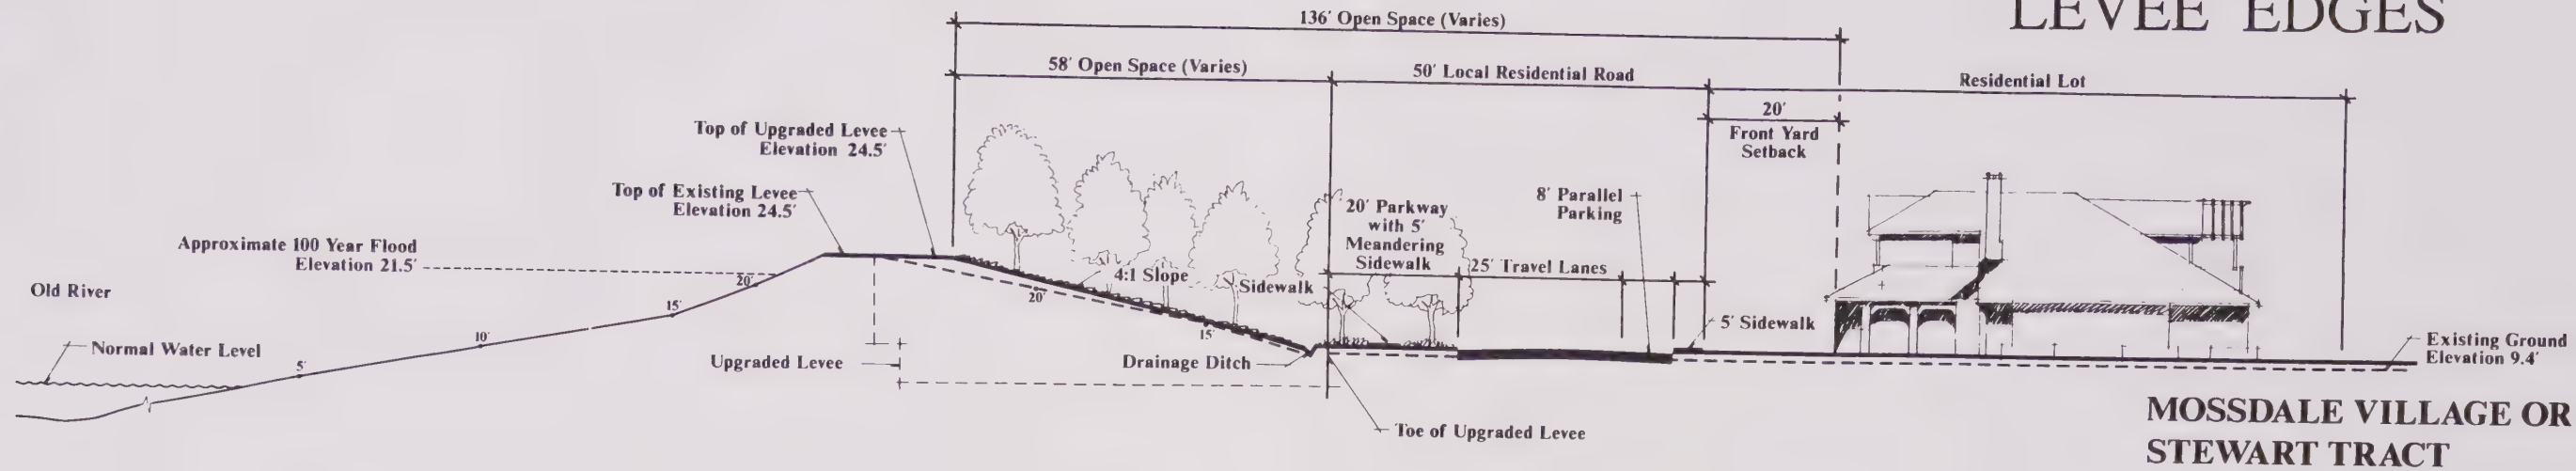 LEVEE EDGES
136′ Open Space (Varies)
58′ Open Space (Varies)
50′ Local Residential Road
Residential Lot
20′
Front Yard
Setback
Top of Upgraded Levee
Elevation 24.5′
Top of Existing Levee
Elevation 24.5′
Approximate 100 Year Flood
Elevation 21.5′
Old River
Normal Water Level
5′
10′
15′
20′
20′
15′
4:1 Slope
Sidewalk
20′ Parkway
with 5′
Meandering
Sidewalk
25′ Travel Lanes
8′ Parallel
Parking
5′ Sidewalk
Upgraded Levee
Drainage Ditch
Toe of Upgraded Levee
Existing Ground
Elevation 9.4′
MOSSDALE VILLAGE OR
STEWART TRACT